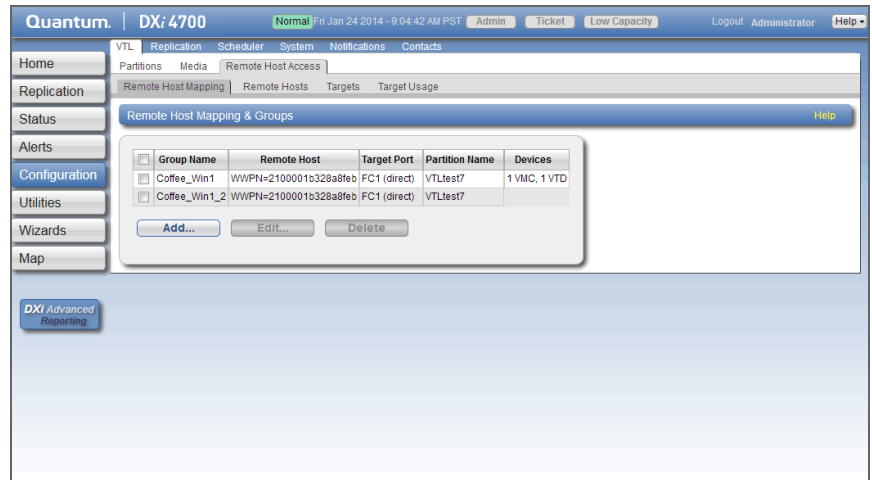 Quantum. DXi 4700 Normal Fri Jan 24 2014 - 9:04:42 AM PST Admin Ticket Low Capacity Logout Administrator Help
VTL Replication Scheduler System Notifications Contacts
Partitions Media Remote Host Access
Remote Host Mapping Remote Hosts Targets Target Usage
Home
Replication
Status
Alerts
Configuration
Utilities
Wizards
Map
DXi Advanced
Reporting
Remote Host Mapping & Groups Help
Group Name Remote Host Target Port Partition Name Devices
Coffee_Win1 WWPN=2100001b328a8feb FC1 (direct) VTLtest7 1 VMC, 1 VTD
Coffee_Win1_2 WWPN=2100001b328a8feb FC1 (direct) VTLtest7
Add... Edit... Delete